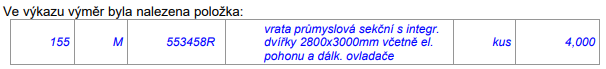 Ve výkazu výměr byla nalezena položka:
155 M 553458R vrata průmyslová sekční s integr. kus 4,000
dvířky 2800x3000mm včetně el.
pohonu a dálk. ovladače